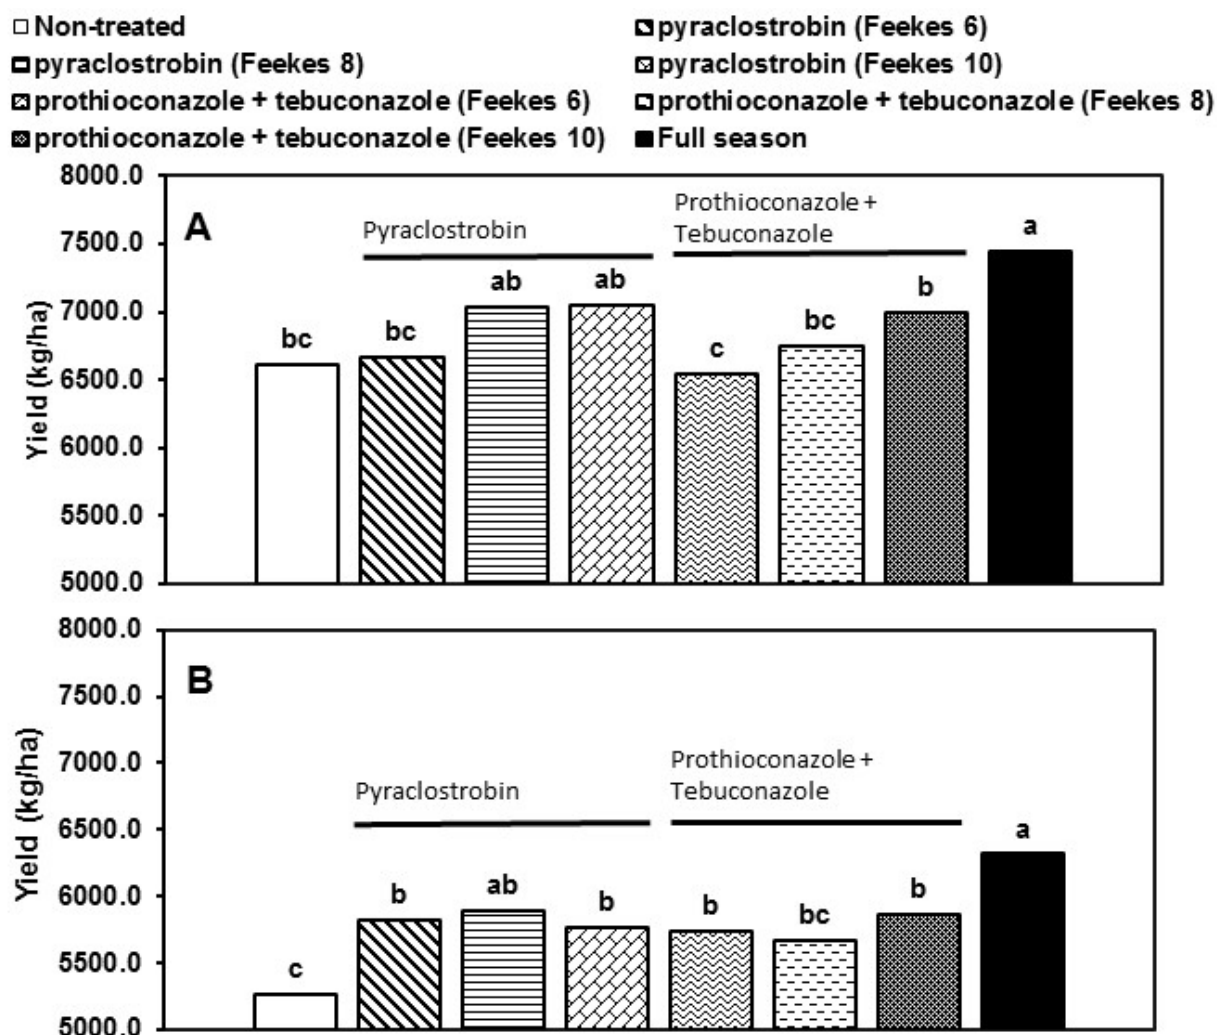 Non-treated
pyraclostrobin (Feekes 6)
pyraclostrobin (Feekes 8)
pyraclostrobin (Feekes 10)
prothioconazole + tebuconazole (Feekes 6)
prothioconazole + tebuconazole (Feekes 8)
prothioconazole + tebuconazole (Feekes 10)
Full season
8000.0
7500.0
7000.0
6500.0
6000.0
5500.0
5000.0
Yield (kg/ha)
A
Pyraclostrobin
Prothioconazole +
Tebuconazole
bc
bc
ab
ab
c
bc
b
a
8000.0
7500.0
7000.0
6500.0
6000.0
5500.0
5000.0
Yield (kg/ha)
B
Pyraclostrobin
Prothioconazole +
Tebuconazole
c
b
ab
b
b
bc
b
a